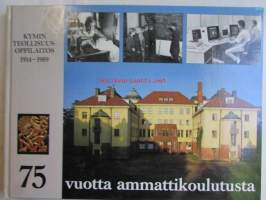 KYMIN
TEOLLISUUS-
OPPILAITOS
1914–1989
75 vuotta ammattikoulutusta